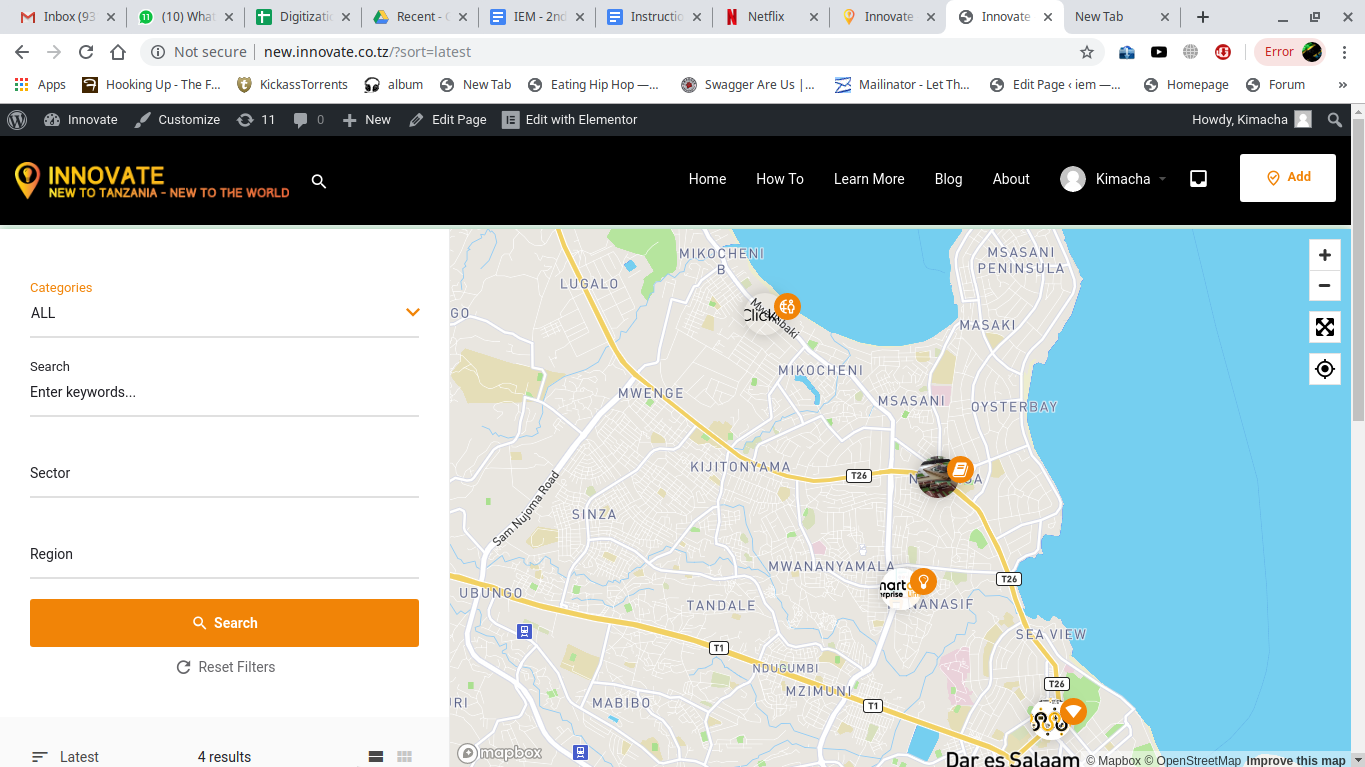 Inbox (93
(10) What
Digitizati
Recent - G
IEM - 2nd
Instructio
Netflix
Innovate
Innovate
New Tab
Not secure
new.innovate.co.tz/?sort=latest
Error
Apps
Hooking Up - The F...
KickassTorrents
album
New Tab
Eating Hip Hop —...
Swagger Are Us |...
Mailinator - Let Th...
Edit Page ‹ iem —...
Homepage
Forum
»
Innovate
Customize
11
0
New
Edit Page
Edit with Elementor
Howdy, Kimacha
INNOVATE
NEW TO TANZANIA - NEW TO THE WORLD
Home
How To
Learn More
Blog
About
Kimacha
Add
Categories
ALL
Search
Enter keywords...
Sector
Region
Search
Reset Filters
Latest
4 results
MIKOCHENI
B
MSASANI
PENINSULA
LUGALO
GO
Click
MASAKI
MIKOCHENI
MWENGE
MSASANI
OYSTERBAY
KIJITONYAMA
T26
Sam Nujoma Road
SINZA
MWANANYAMALA
T26
UBUNGO
TANDALE
nart
rprise
NANASIF
SEA VIEW
T1
NDUGUMBI
T26
MZIMUNI
MABIBO
T1
URI
mapbox
Dar es Salaam
© Mapbox © OpenStreetMap Improve this map